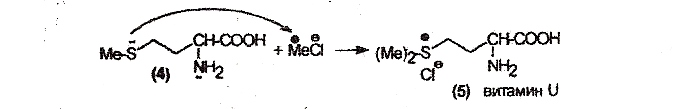 Me-S CH-COOH + MeCl (Me)₂-S CH-COOH
(4) NH₂ Cl⊖ NH₂
(5) витамин U